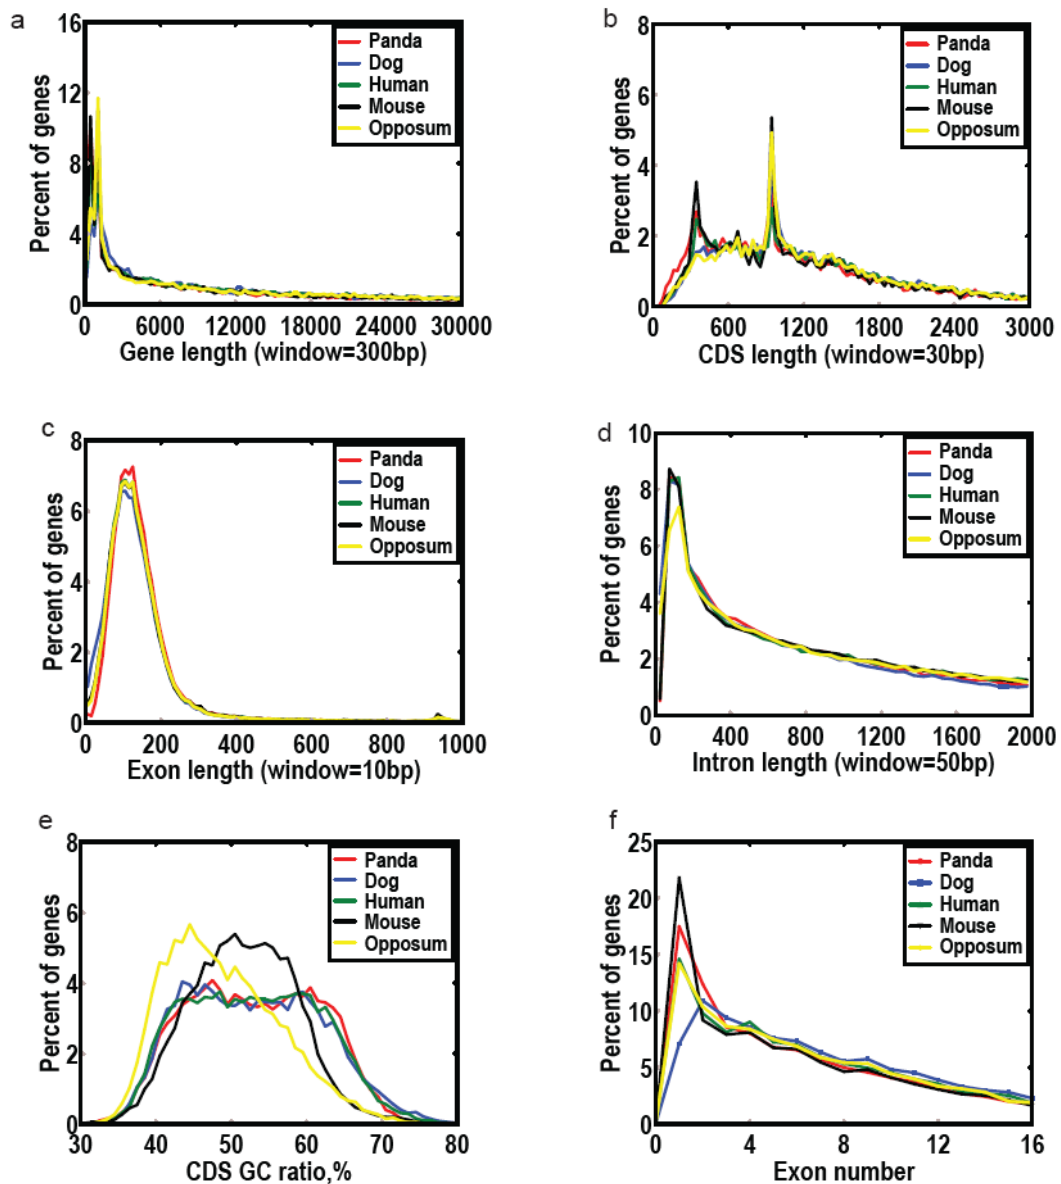 a
16
12
8
4
0
Percent of genes
Panda
Dog
Human
Mouse
Opposum
0 6000 12000 18000 24000 30000
Gene length (window=300bp)
b
8
6
4
2
0
Percent of genes
Panda
Dog
Human
Mouse
Opposum
0 600 1200 1800 2400 3000
CDS length (window=30bp)
c
8
6
4
2
0
Percent of genes
Panda
Dog
Human
Mouse
Opposum
0 200 400 600 800 1000
Exon length (window=10bp)
d
10
8
6
4
2
0
Percent of genes
Panda
Dog
Human
Mouse
Opposum
0 400 800 1200 1600 2000
Intron length (window=50bp)
e
8
6
4
2
0
Percent of genes
Panda
Dog
Human
Mouse
Opposum
30 40 50 60 70 80
CDS GC ratio,%
f
25
20
15
10
5
0
Percent of genes
Panda
Dog
Human
Mouse
Opposum
0 4 8 12 16
Exon number